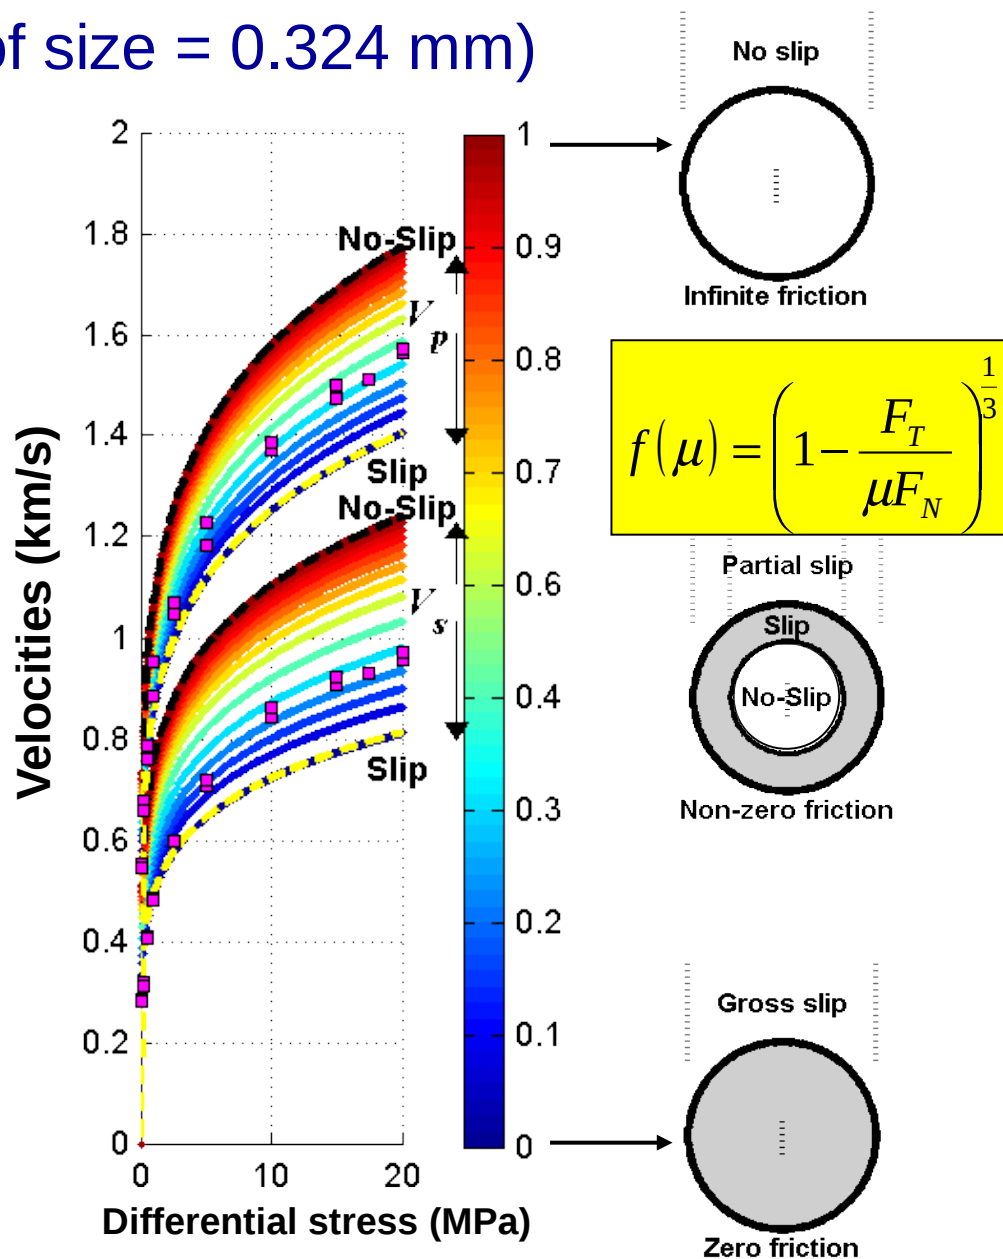 of size = 0.324 mm)
No slip
Infinite friction
2
1.8
1.6
1.4
1.2
1
0.8
0.6
0.4
0.2
0
0
10
20
Velocities (km/s)
Differential stress (MPa)
No-Slip
V p
Slip
No-Slip
V s
Slip
1
0.9
0.8
0.7
0.6
0.5
0.4
0.3
0.2
0.1
0
f(μ) = (1 − F_T / μF_N)^(1/3)
Partial slip
Slip
No-Slip
Non-zero friction
Gross slip
Zero friction